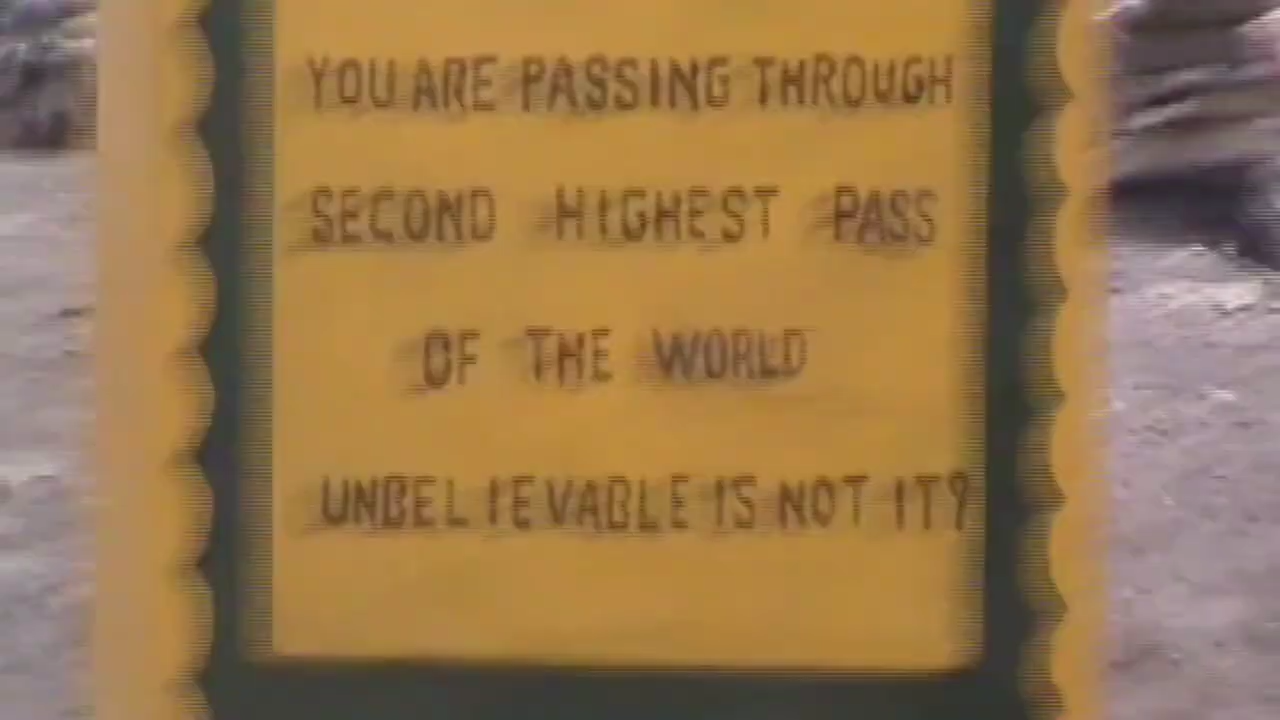 YOU ARE PASSING THROUGH
SECOND HIGHEST PASS
OF THE WORLD
UNBELIEVABLE IS NOT IT?